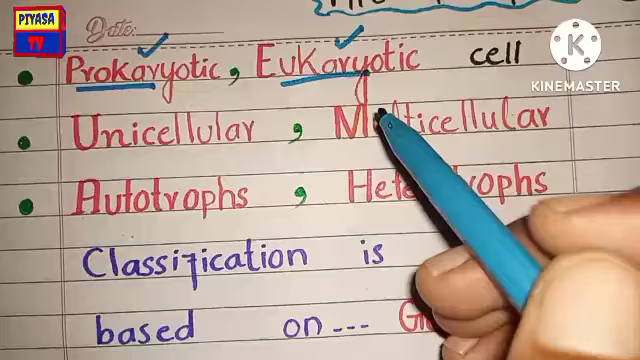 PIYASA
TV
Date:
Prokaryotic, Eukaryotic cell
KINEMASTER
Unicellular, Multicellular
Autotrophs, Heterotrophs
Classification is
based on ---